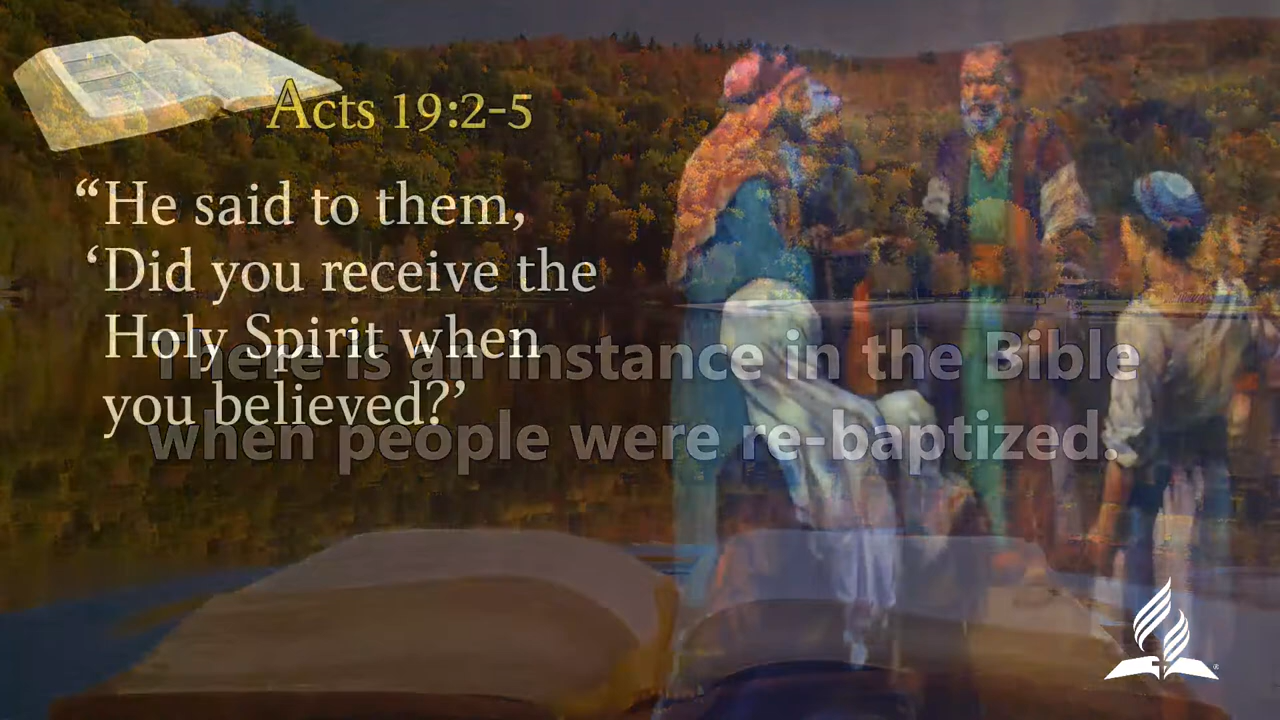 Acts 19:2-5
“He said to them,
‘Did you receive the
Holy Spirit when
you believed?’
There is an instance in the Bible
when people were re-baptized.